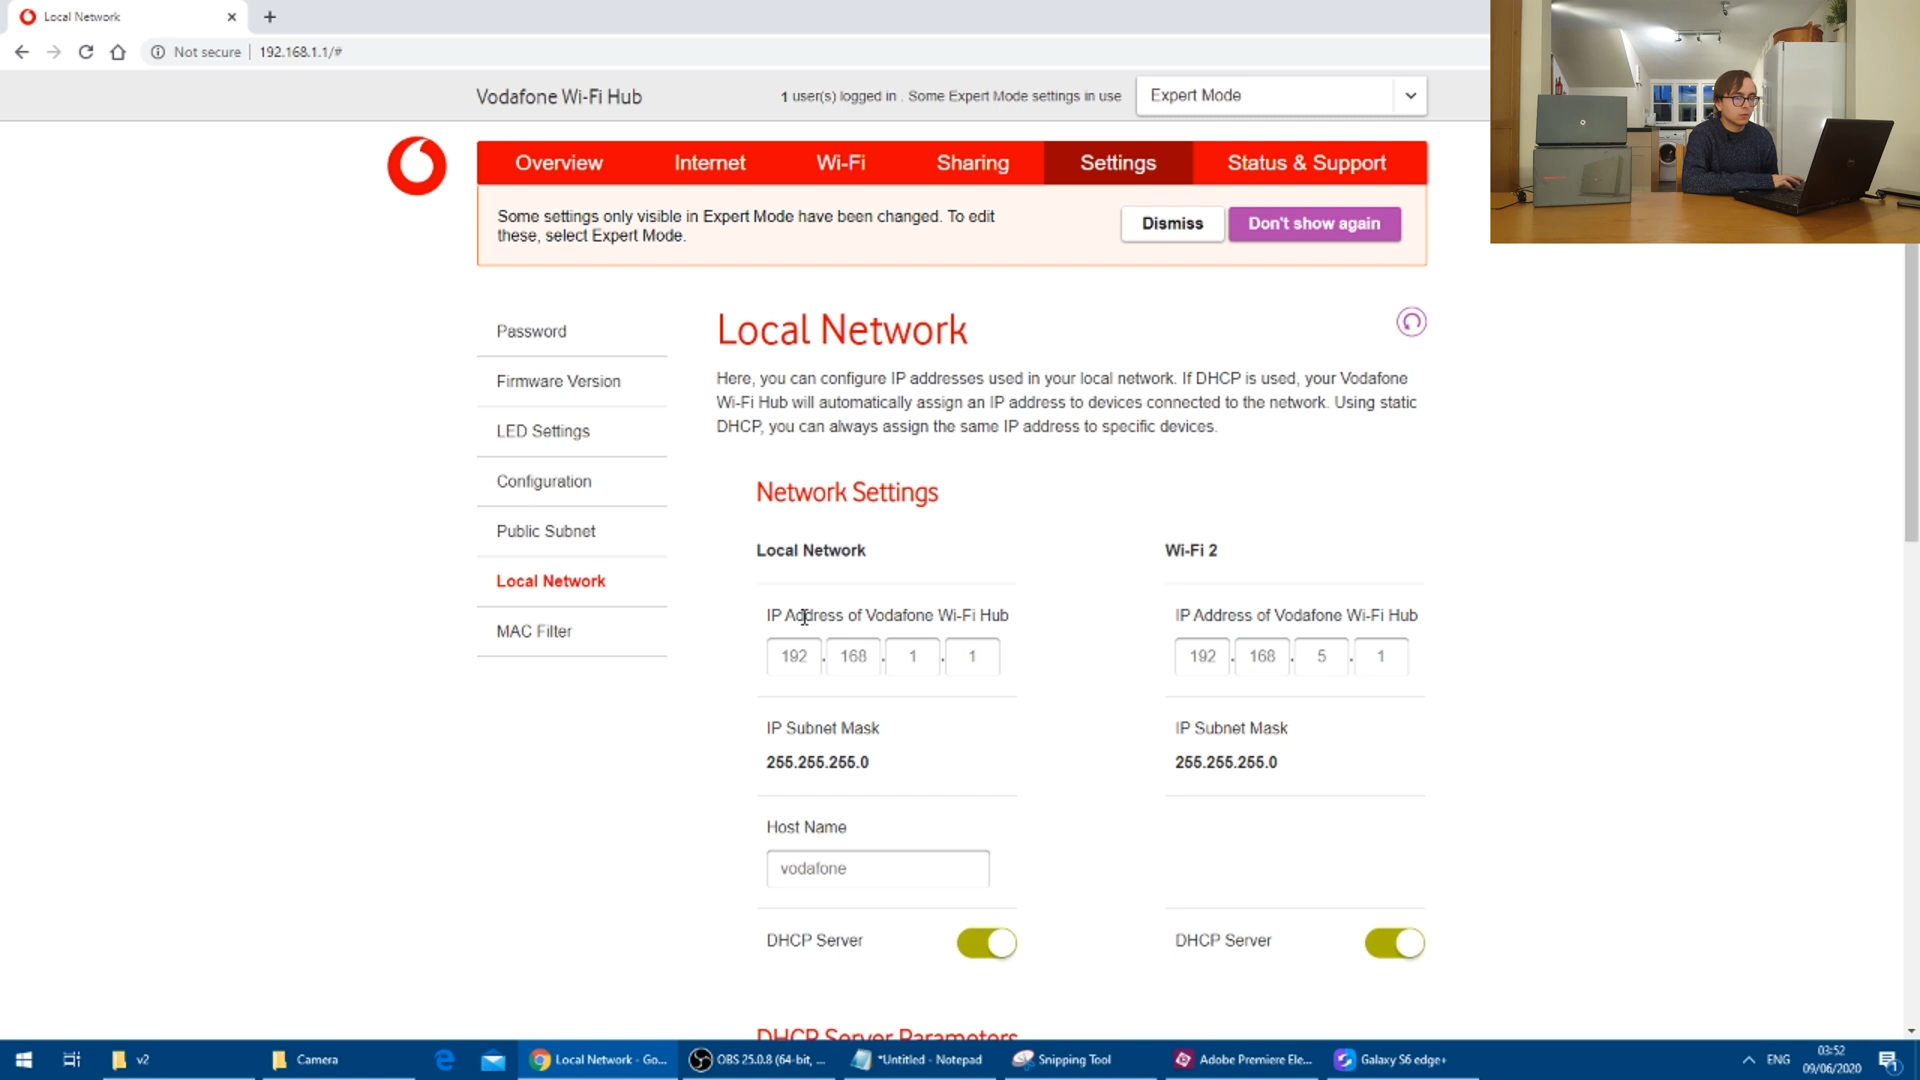 Local Network
Not secure
192.168.1.1/#
Vodafone Wi-Fi Hub
1 user(s) logged in . Some Expert Mode settings in use
Expert Mode
Overview
Internet
Wi-Fi
Sharing
Settings
Status & Support
Some settings only visible in Expert Mode have been changed. To edit
these, select Expert Mode.
Dismiss
Don't show again
Password
Firmware Version
LED Settings
Configuration
Public Subnet
Local Network
MAC Filter
Local Network
Here, you can configure IP addresses used in your local network. If DHCP is used, your Vodafone
Wi-Fi Hub will automatically assign an IP address to devices connected to the network. Using static
DHCP, you can always assign the same IP address to specific devices.
Network Settings
Local Network
IP Address of Vodafone Wi-Fi Hub
192 . 168 . 1 . 1
IP Subnet Mask
255.255.255.0
Host Name
vodafone
DHCP Server
Wi-Fi 2
IP Address of Vodafone Wi-Fi Hub
192 . 168 . 5 . 1
IP Subnet Mask
255.255.255.0
DHCP Server
DHCP Server Parameters
v2
Camera
Local Network - Go...
OBS 25.0.8 (64-bit, ...
*Untitled - Notepad
Snipping Tool
Adobe Premiere Ele...
Galaxy S6 edge+
ENG
03:52
09/06/2020
1